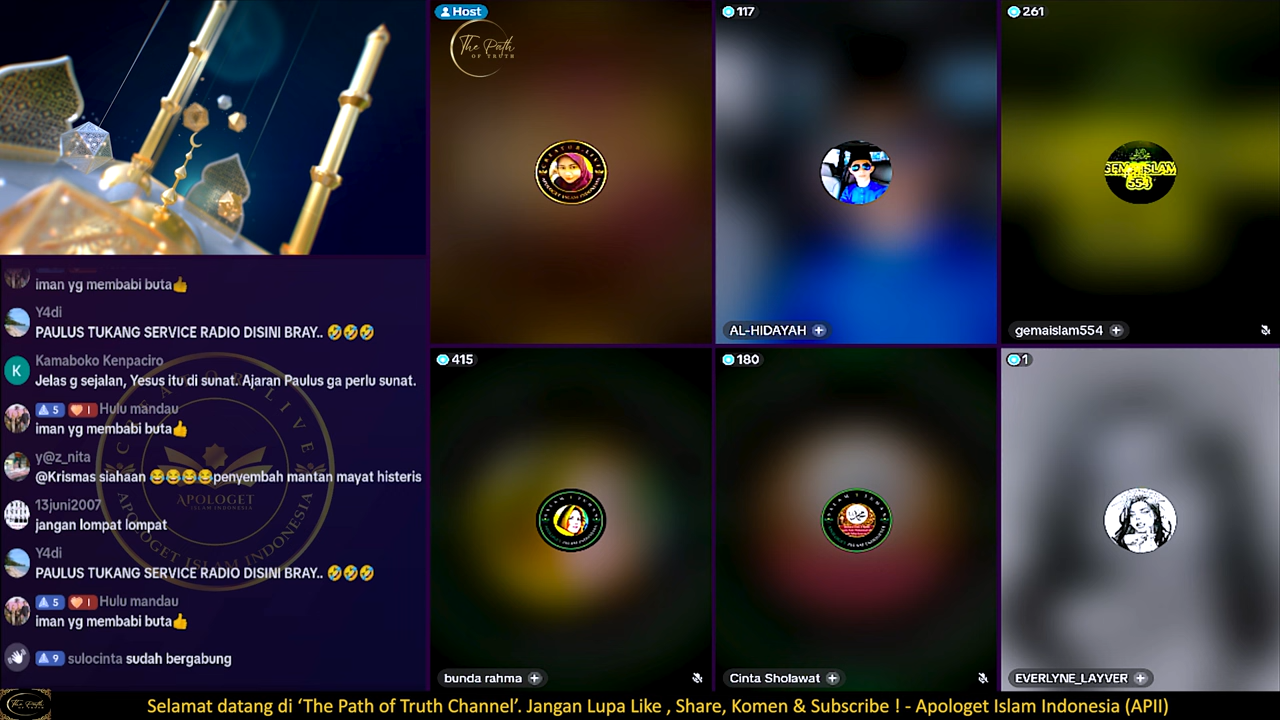 iman yg membabi buta👍
Y4di
PAULUS TUKANG SERVICE RADIO DISINI BRAY.. 🤣🤣🤣
K
Kamaboko Kenpaciro
Jelas g sejalan, Yesus itu di sunat. Ajaran Paulus ga perlu sunat.
5 1 Hulu mandau
iman yg membabi buta👍
y@z_nita
@Krismas siahaan 😂😂😂😂penyembah mantan mayat histeris
13juni2007
jangan lompat lompat
Y4di
PAULUS TUKANG SERVICE RADIO DISINI BRAY.. 🤣🤣🤣
5 1 Hulu mandau
iman yg membabi buta👍
9 sulocinta sudah bergabung
CREATOR LIVE
APOLOGET
ISLAM INDONESIA
APOLOGET ISLAM INDONESIA
Host
The Path
OF TRUTH
117
AL-HIDAYAH +
261
GEMA ISLAM
554
gemaislam554 +
415
bunda rahma +
180
Cinta Sholawat +
1
EVERLYNE_LAYVER +
Selamat datang di ‘The Path of Truth Channel’. Jangan Lupa Like , Share, Komen & Subscribe ! - Apologet Islam Indonesia (APII)